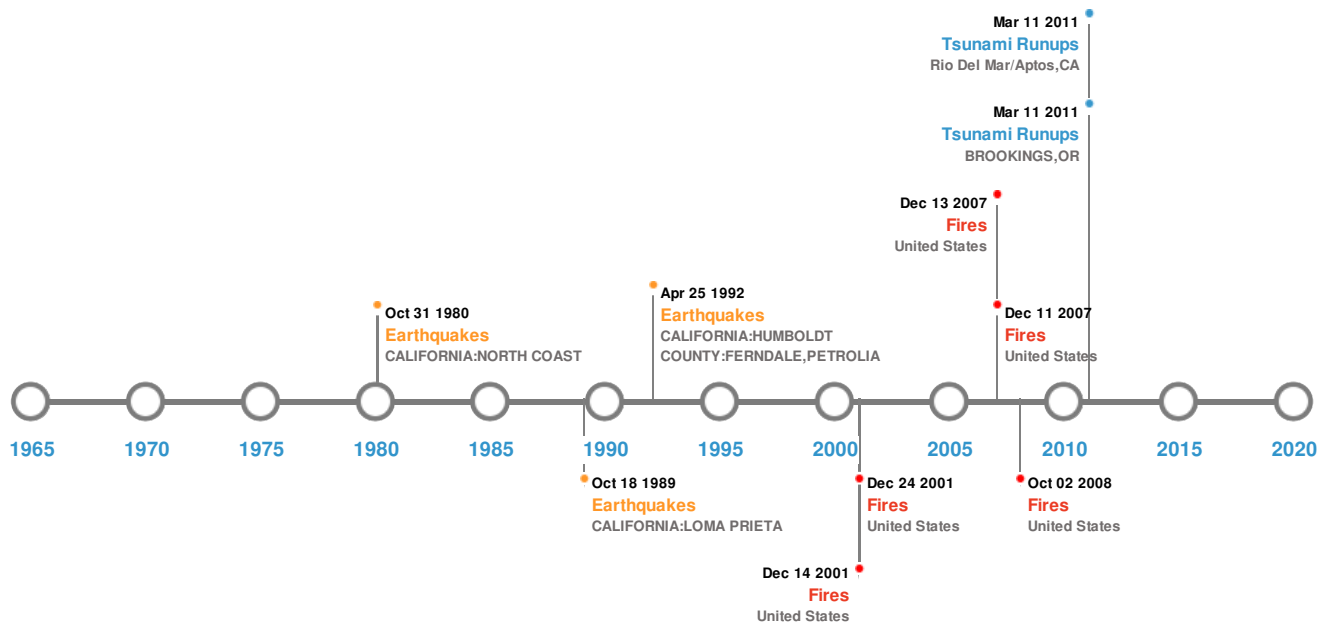 Mar 11 2011
Tsunami Runups
Rio Del Mar/Aptos,CA
Mar 11 2011
Tsunami Runups
BROOKINGS,OR
Dec 13 2007
Fires
United States
Oct 31 1980
Earthquakes
CALIFORNIA:NORTH COAST
Apr 25 1992
Earthquakes
CALIFORNIA:HUMBOLDT
COUNTY:FERNDALE,PETROLIA
Dec 11 2007
Fires
United States
1965 1970 1975 1980 1985 1990 1995 2000 2005 2010 2015 2020
Oct 18 1989
Earthquakes
CALIFORNIA:LOMA PRIETA
Dec 24 2001
Fires
United States
Oct 02 2008
Fires
United States
Dec 14 2001
Fires
United States